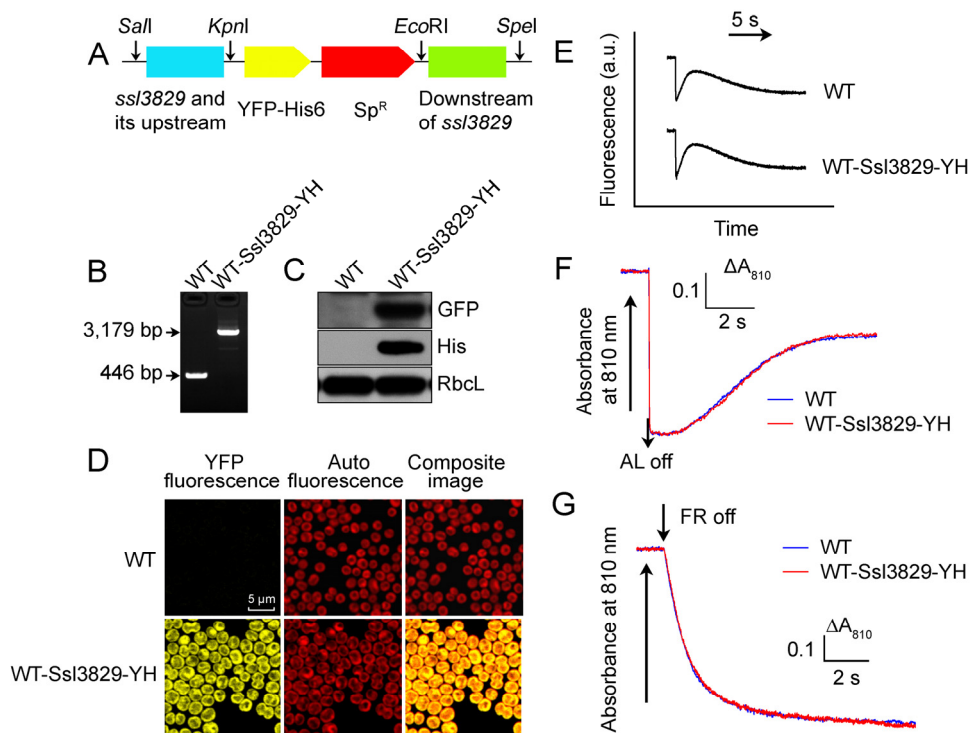 A
SalI
KpnI
EcoRI
SpeI
ssl3829 and its upstream
YFP-His6
Sp^R
Downstream of ssl3829
B
WT
WT-Ssl3829-YH
3,179 bp
446 bp
C
WT
WT-Ssl3829-YH
GFP
His
RbcL
D
YFP fluorescence
Auto fluorescence
Composite image
WT
5 µm
WT-Ssl3829-YH
E
5 s
Fluorescence (a.u.)
WT
WT-Ssl3829-YH
Time
F
ΔA810
0.1
2 s
Absorbance at 810 nm
WT
WT-Ssl3829-YH
AL off
G
FR off
Absorbance at 810 nm
WT
WT-Ssl3829-YH
ΔA810
0.1
2 s